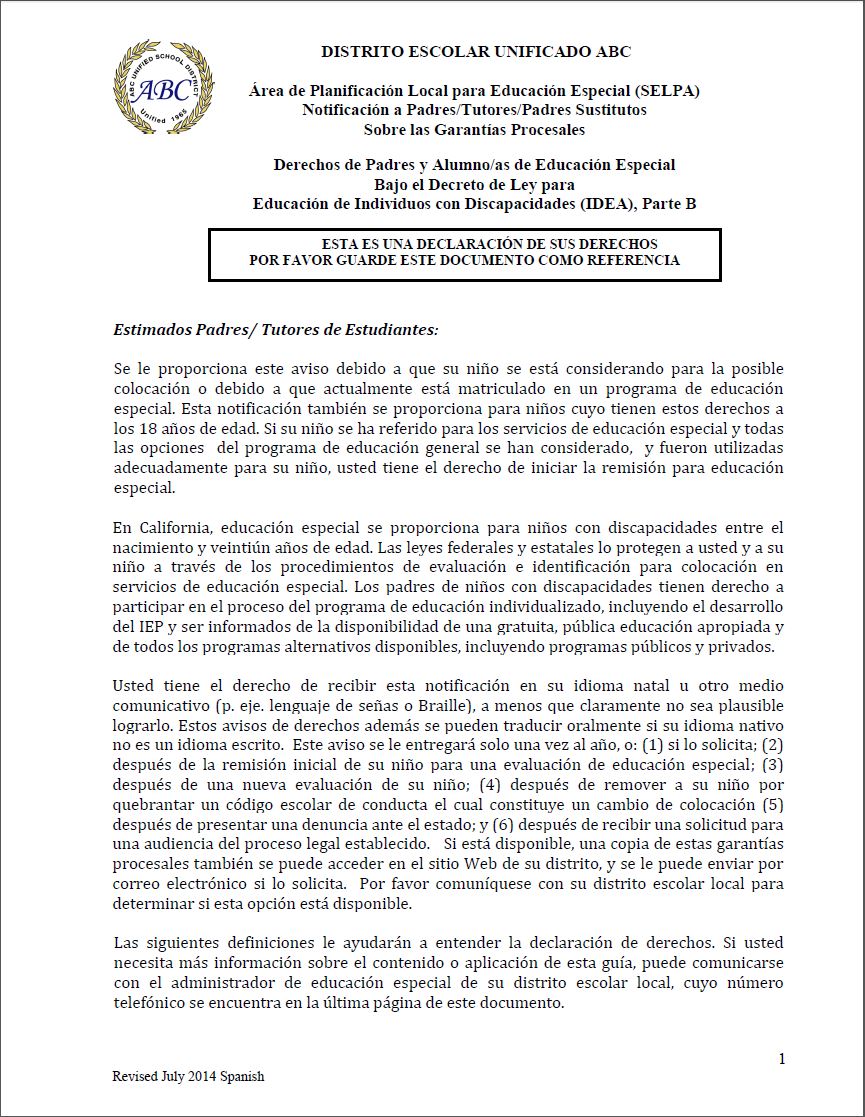 ABC UNIFIED SCHOOL DISTRICT
ABC
Unified 1965
DISTRITO ESCOLAR UNIFICADO ABC
Área de Planificación Local para Educación Especial (SELPA)
Notificación a Padres/Tutores/Padres Sustitutos
Sobre las Garantías Procesales
Derechos de Padres y Alumno/as de Educación Especial
Bajo el Decreto de Ley para
Educación de Individuos con Discapacidades (IDEA), Parte B
ESTA ES UNA DECLARACIÓN DE SUS DERECHOS
POR FAVOR GUARDE ESTE DOCUMENTO COMO REFERENCIA
Estimados Padres/ Tutores de Estudiantes:
Se le proporciona este aviso debido a que su niño se está considerando para la posible
colocación o debido a que actualmente está matriculado en un programa de educación
especial. Esta notificación también se proporciona para niños cuyo tienen estos derechos a
los 18 años de edad. Si su niño se ha referido para los servicios de educación especial y todas
las opciones del programa de educación general se han considerado, y fueron utilizadas
adecuadamente para su niño, usted tiene el derecho de iniciar la remisión para educación
especial.
En California, educación especial se proporciona para niños con discapacidades entre el
nacimiento y veintiún años de edad. Las leyes federales y estatales lo protegen a usted y a su
niño a través de los procedimientos de evaluación e identificación para colocación en
servicios de educación especial. Los padres de niños con discapacidades tienen derecho a
participar en el proceso del programa de educación individualizado, incluyendo el desarrollo
del IEP y ser informados de la disponibilidad de una gratuita, pública educación apropiada y
de todos los programas alternativos disponibles, incluyendo programas públicos y privados.
Usted tiene el derecho de recibir esta notificación en su idioma natal u otro medio
comunicativo (p. eje. lenguaje de señas o Braille), a menos que claramente no sea plausible
lograrlo. Estos avisos de derechos además se pueden traducir oralmente si su idioma nativo
no es un idioma escrito. Este aviso se le entregará solo una vez al año, o: (1) si lo solicita; (2)
después de la remisión inicial de su niño para una evaluación de educación especial; (3)
después de una nueva evaluación de su niño; (4) después de remover a su niño por
quebrantar un código escolar de conducta el cual constituye un cambio de colocación (5)
después de presentar una denuncia ante el estado; y (6) después de recibir una solicitud para
una audiencia del proceso legal establecido. Si está disponible, una copia de estas garantías
procesales también se puede acceder en el sitio Web de su distrito, y se le puede enviar por
correo electrónico si lo solicita. Por favor comuníquese con su distrito escolar local para
determinar si esta opción está disponible.
Las siguientes definiciones le ayudarán a entender la declaración de derechos. Si usted
necesita más información sobre el contenido o aplicación de esta guía, puede comunicarse
con el administrador de educación especial de su distrito escolar local, cuyo número
telefónico se encuentra en la última página de este documento.
1
Revised July 2014 Spanish